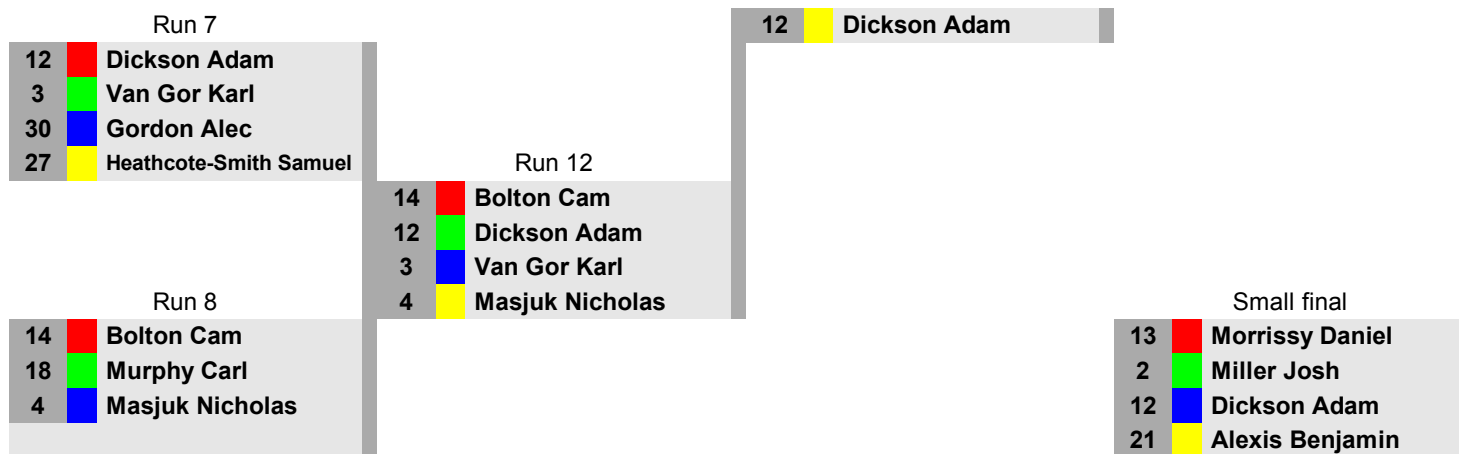 Run 7
12 Dickson Adam
3 Van Gor Karl
30 Gordon Alec
27 Heathcote-Smith Samuel
Run 8
14 Bolton Cam
18 Murphy Carl
4 Masjuk Nicholas
Run 12
14 Bolton Cam
12 Dickson Adam
3 Van Gor Karl
4 Masjuk Nicholas
12 Dickson Adam
Small final
13 Morrissy Daniel
2 Miller Josh
12 Dickson Adam
21 Alexis Benjamin